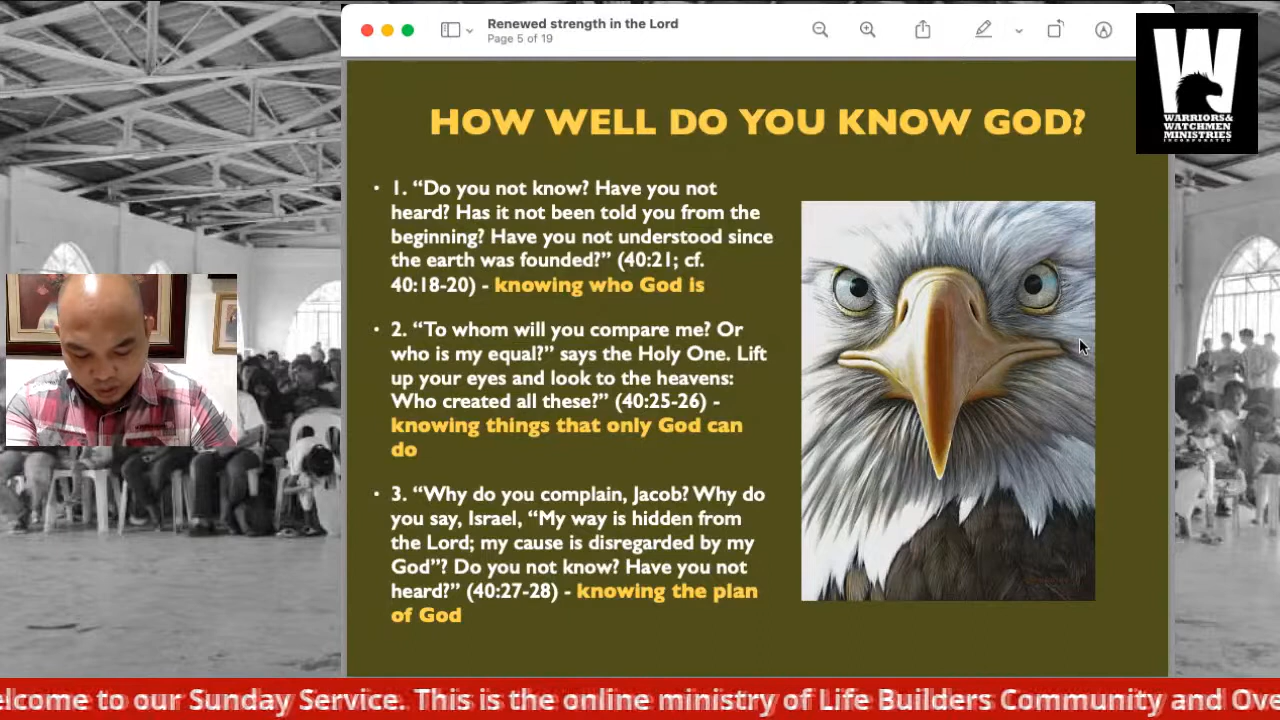 Renewed strength in the Lord
Page 5 of 19
W
WARRIORS&
WATCHMEN
MINISTRIES
INCORPORATED
HOW WELL DO YOU KNOW GOD?
• 1. “Do you not know? Have you not
heard? Has it not been told you from the
beginning? Have you not understood since
the earth was founded?” (40:21; cf.
40:18-20) - knowing who God is
• 2. “To whom will you compare me? Or
who is my equal?” says the Holy One. Lift
up your eyes and look to the heavens:
Who created all these?” (40:25-26) -
knowing things that only God can
do
• 3. “Why do you complain, Jacob? Why do
you say, Israel, “My way is hidden from
the Lord; my cause is disregarded by my
God”? Do you not know? Have you not
heard?” (40:27-28) - knowing the plan
of God
elcome to our Sunday Service. This is the online ministry of Life Builders Community and Ove